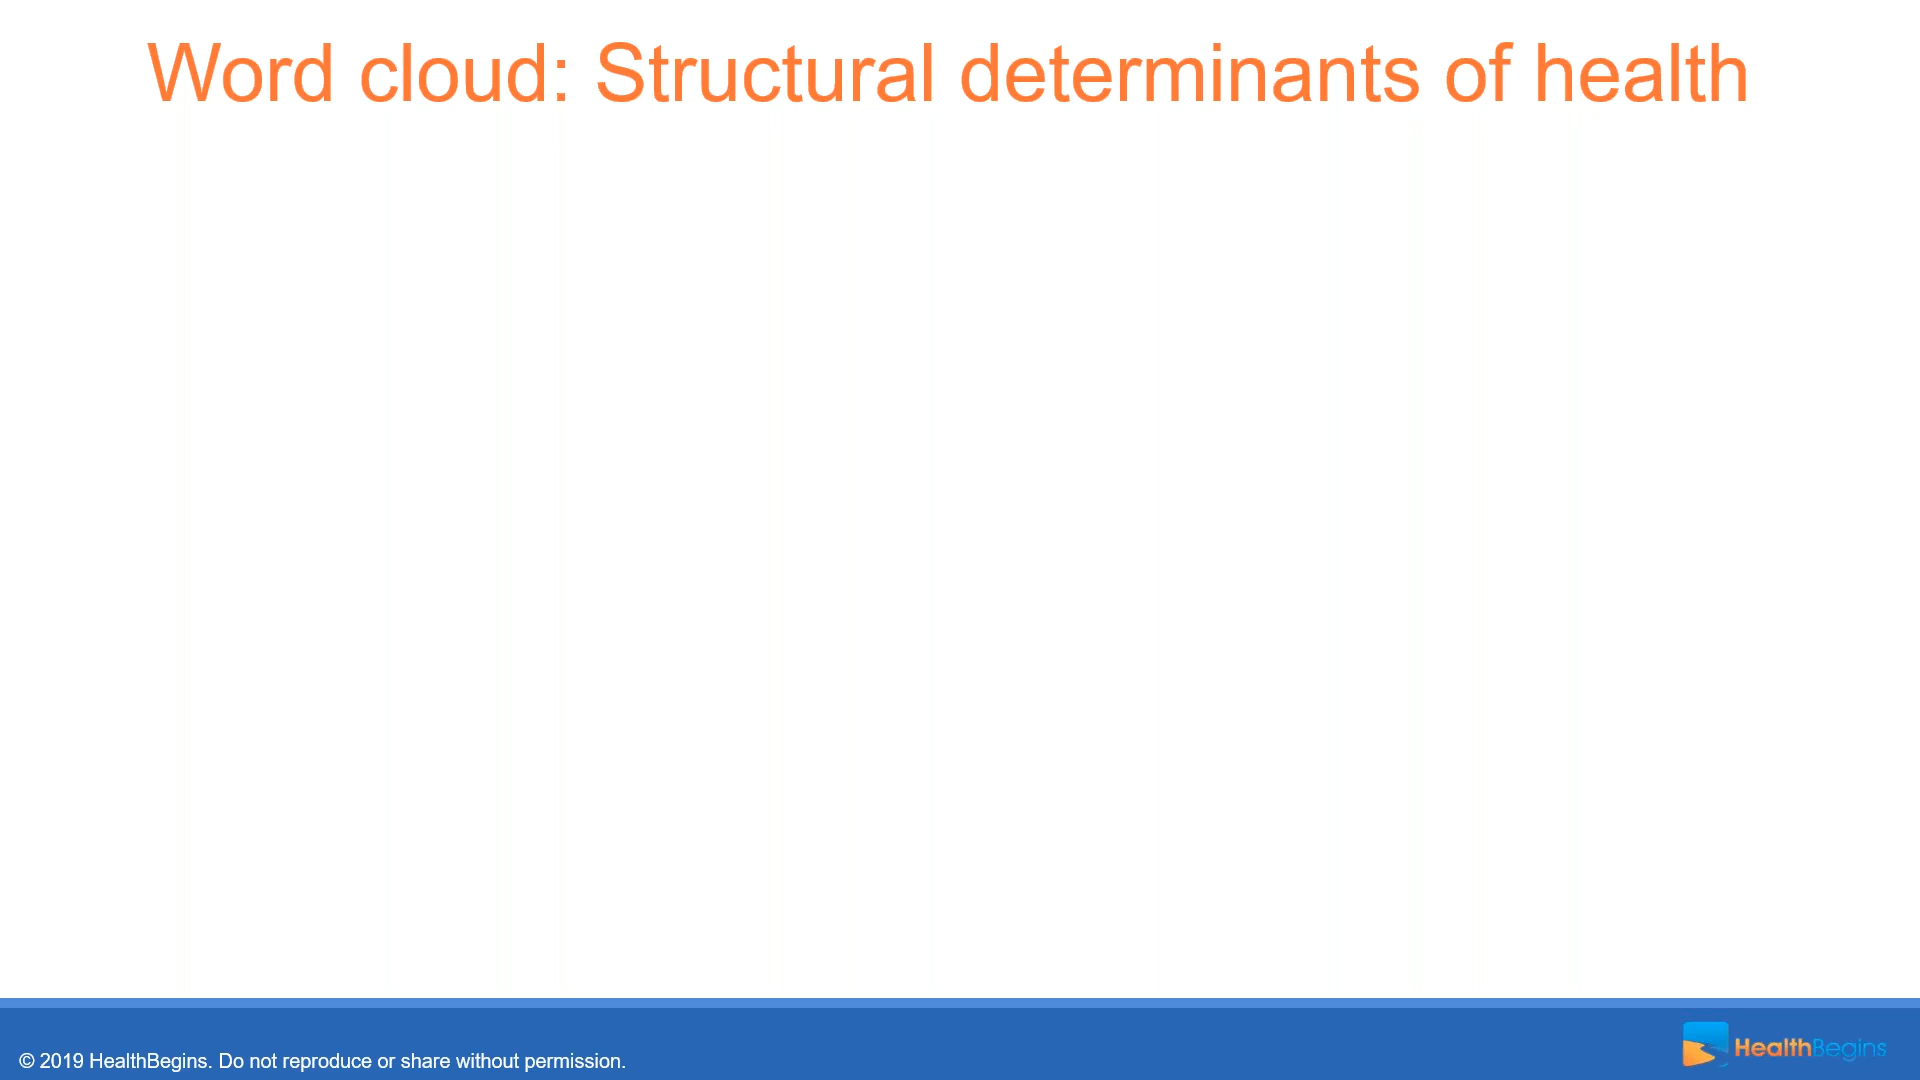 Word cloud: Structural determinants of health
© 2019 HealthBegins. Do not reproduce or share without permission.
HealthBegins